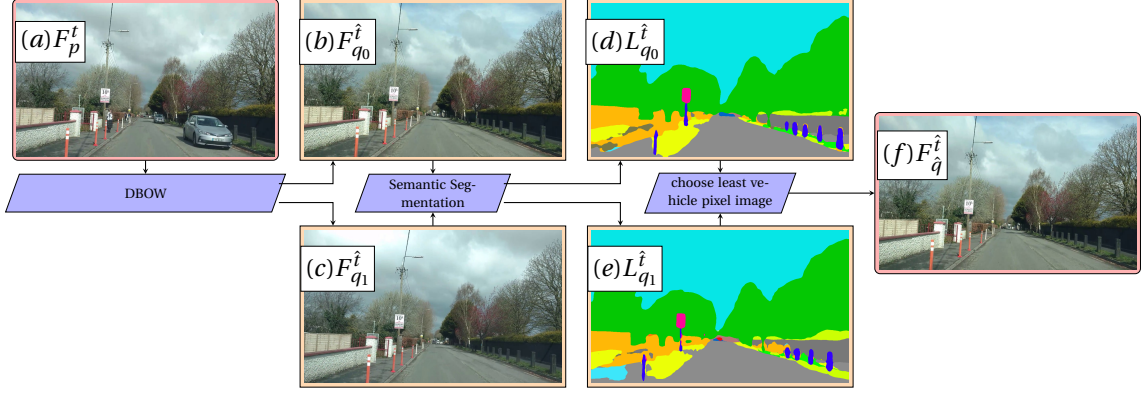 (a)F_p^t
(b)F_{q_0}^{\hat{t}}
(d)L_{q_0}^{\hat{t}}
(f)F_{\hat{q}}^{\hat{t}}
DBOW
Semantic Seg-
mentation
choose least ve-
hicle pixel image
(c)F_{q_1}^{\hat{t}}
(e)L_{q_1}^{\hat{t}}